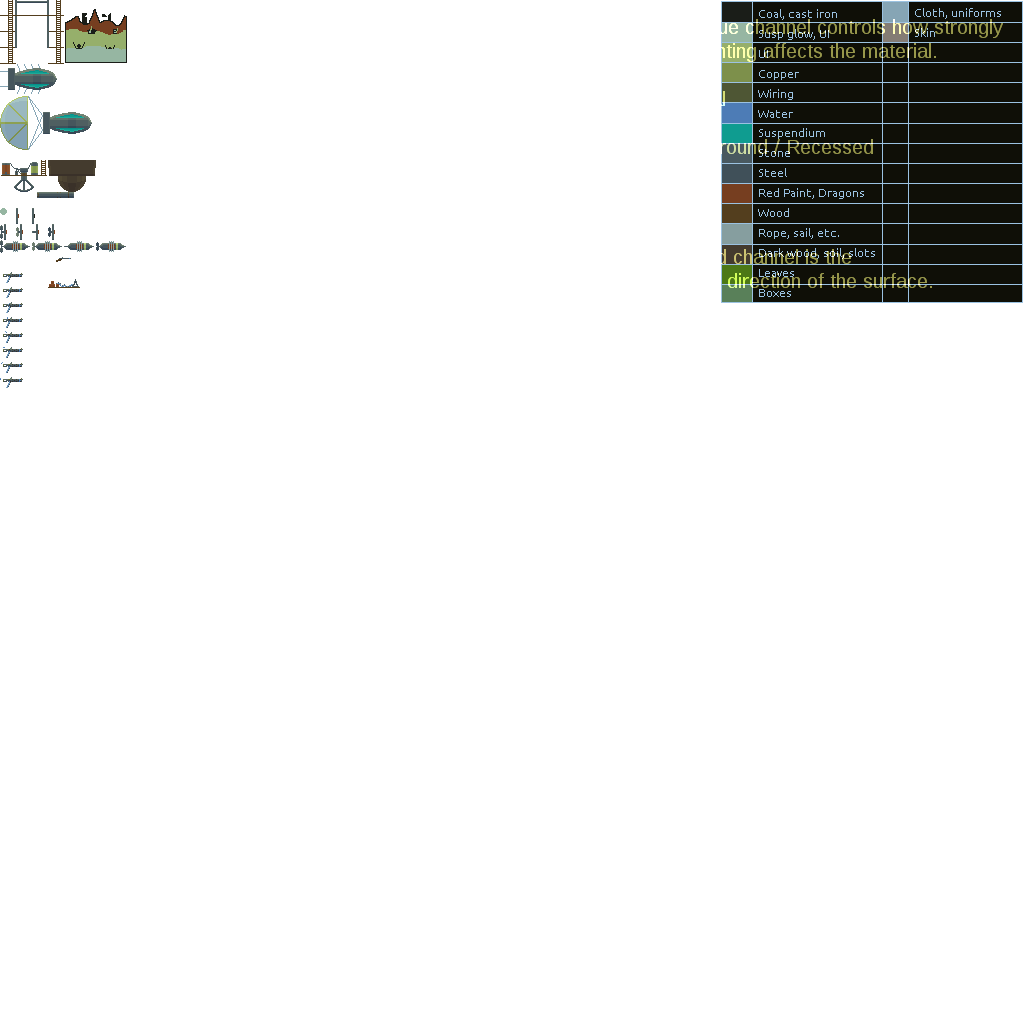 Coal, cast iron
Cloth, uniforms
ue channel controls how strongly
Susp glow, UI
Skin
UI
nting affects the material.
Copper
Wiring
Water
Suspendium
round / Recessed
Stone
Steel
Red Paint, Dragons
Wood
Rope, sail, etc.
Dark wood, soil, slots
d channel is the
Leaves
direction of the surface.
Boxes